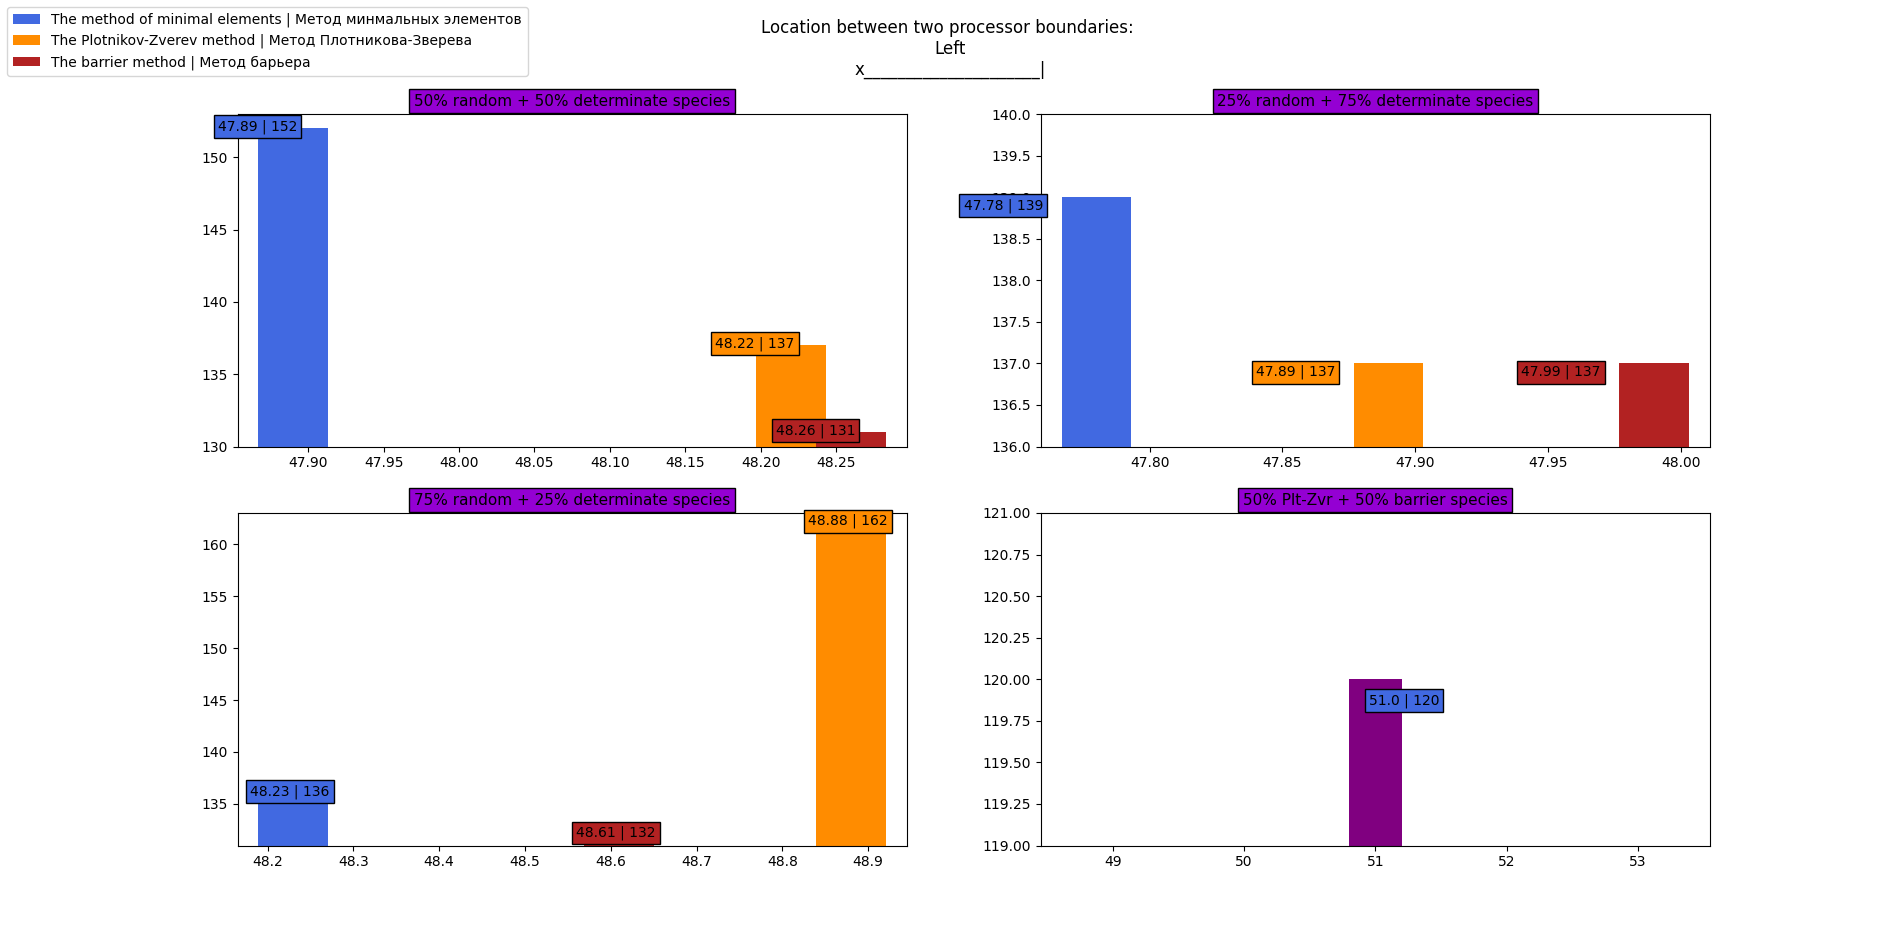 The method of minimal elements | Метод минмальных элементов
The Plotnikov-Zverev method | Метод Плотникова-Зверева
The barrier method | Метод барьера
Location between two processor boundaries:
Left
x_____________________|
50% random + 50% determinate species
47.89 | 152
48.22 | 137
48.26 | 131
150
145
140
135
130
47.90 47.95 48.00 48.05 48.10 48.15 48.20 48.25
25% random + 75% determinate species
47.78 | 139
47.89 | 137
47.99 | 137
140.0
139.5
138.5
138.0
137.5
137.0
136.5
136.0
47.80 47.85 47.90 47.95 48.00
75% random + 25% determinate species
48.88 | 162
48.23 | 136
48.61 | 132
160
155
150
145
140
135
48.2 48.3 48.4 48.5 48.6 48.7 48.8 48.9
50% Plt-Zvr + 50% barrier species
51.0 | 120
121.00
120.75
120.50
120.25
120.00
119.75
119.50
119.25
119.00
49 50 51 52 53